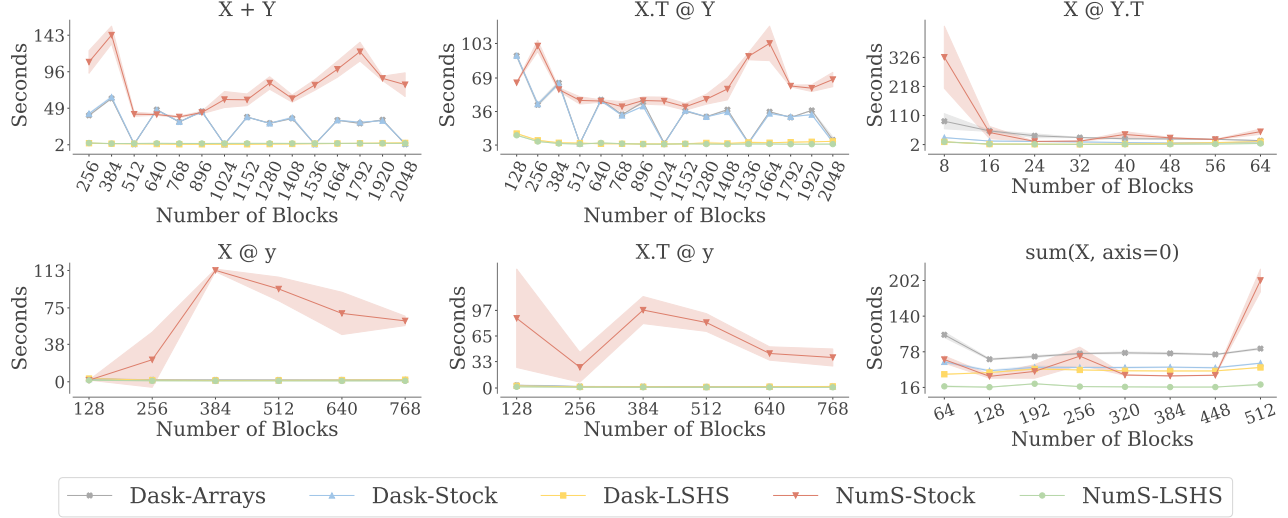 X + Y
Seconds
143
96
49
2
256 384 512 640 768 896 1024 1152 1280 1408 1536 1664 1792 1920 2048
Number of Blocks
X.T @ Y
Seconds
103
69
36
3
128 256 384 512 640 768 896 1024 1152 1280 1408 1536 1664 1792 1920 2048
Number of Blocks
X @ Y.T
Seconds
326
218
110
2
8 16 24 32 40 48 56 64
Number of Blocks
X @ y
Seconds
113
75
38
0
128 256 384 512 640 768
Number of Blocks
X.T @ y
Seconds
97
65
33
0
128 256 384 512 640 768
Number of Blocks
sum(X, axis=0)
Seconds
202
140
78
16
64 128 192 256 320 384 448 512
Number of Blocks
Dask-Arrays Dask-Stock Dask-LSHS NumS-Stock NumS-LSHS